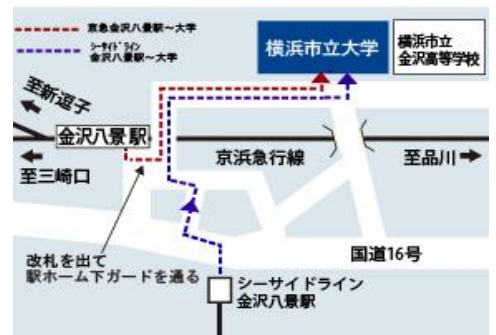 京急金沢八景駅～大学
シーサイドライン
金沢八景駅～大学
横浜市立大学
横浜市立
金沢高等学校
至新逗子
金沢八景駅
京浜急行線
至品川
至三崎口
改札を出て
駅ホーム下ガードを通る
国道16号
シーサイドライン
金沢八景駅